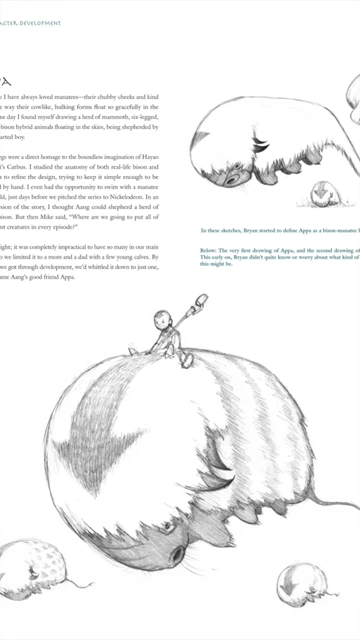 ACTER DEVELOPMENT
PA
e I have always loved manatees—their chubby cheeks and kind
e way their cowlike, hulking forms float so gracefully in the
ne day I found myself drawing a herd of mammoth, six-legged,
bison hybrid animals floating in the skies, being shepherded by
arted boy.
egs were a direct homage to the boundless imagination of Hayao
i's Catbus. I studied the anatomy of both real-life bison and
s to refine the design, trying to keep it simple enough to be
d by hand. I even had the opportunity to swim with a manatee
ld, just days before we pitched the series to Nickelodeon. In an
rsion of the story, I thought Aang could shepherd a herd of
ison. But then Mike said, "Where are we going to put all of
nt creatures in every episode?"
ight; it was completely impractical to have so many in our main
o we limited it to a mom and a dad with a few young calves. By
we got through development, we'd whittled it down to just one,
ame Aang's good friend Appa.
In these sketches, Bryan started to define Appa as a bison-manatee h
Below: The very first drawing of Appa, and the second drawing of
This early on, Bryan didn't quite know or worry about what kind of
this might be.